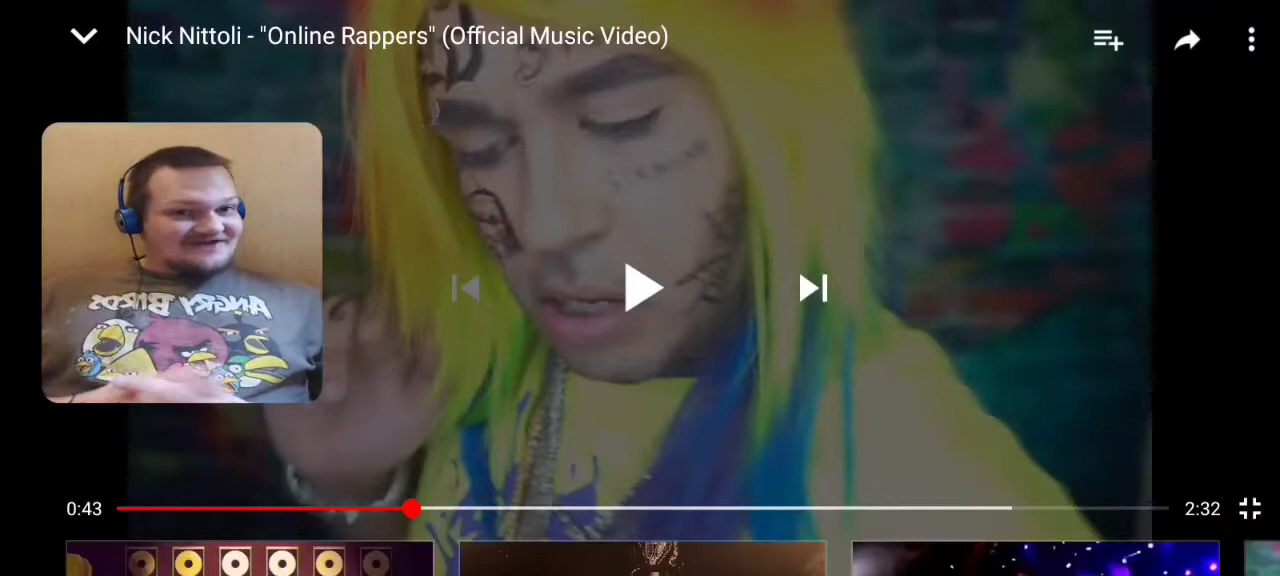 Nick Nittoli - "Online Rappers" (Official Music Video)
ANGRY BIRDS
0:43
2:32